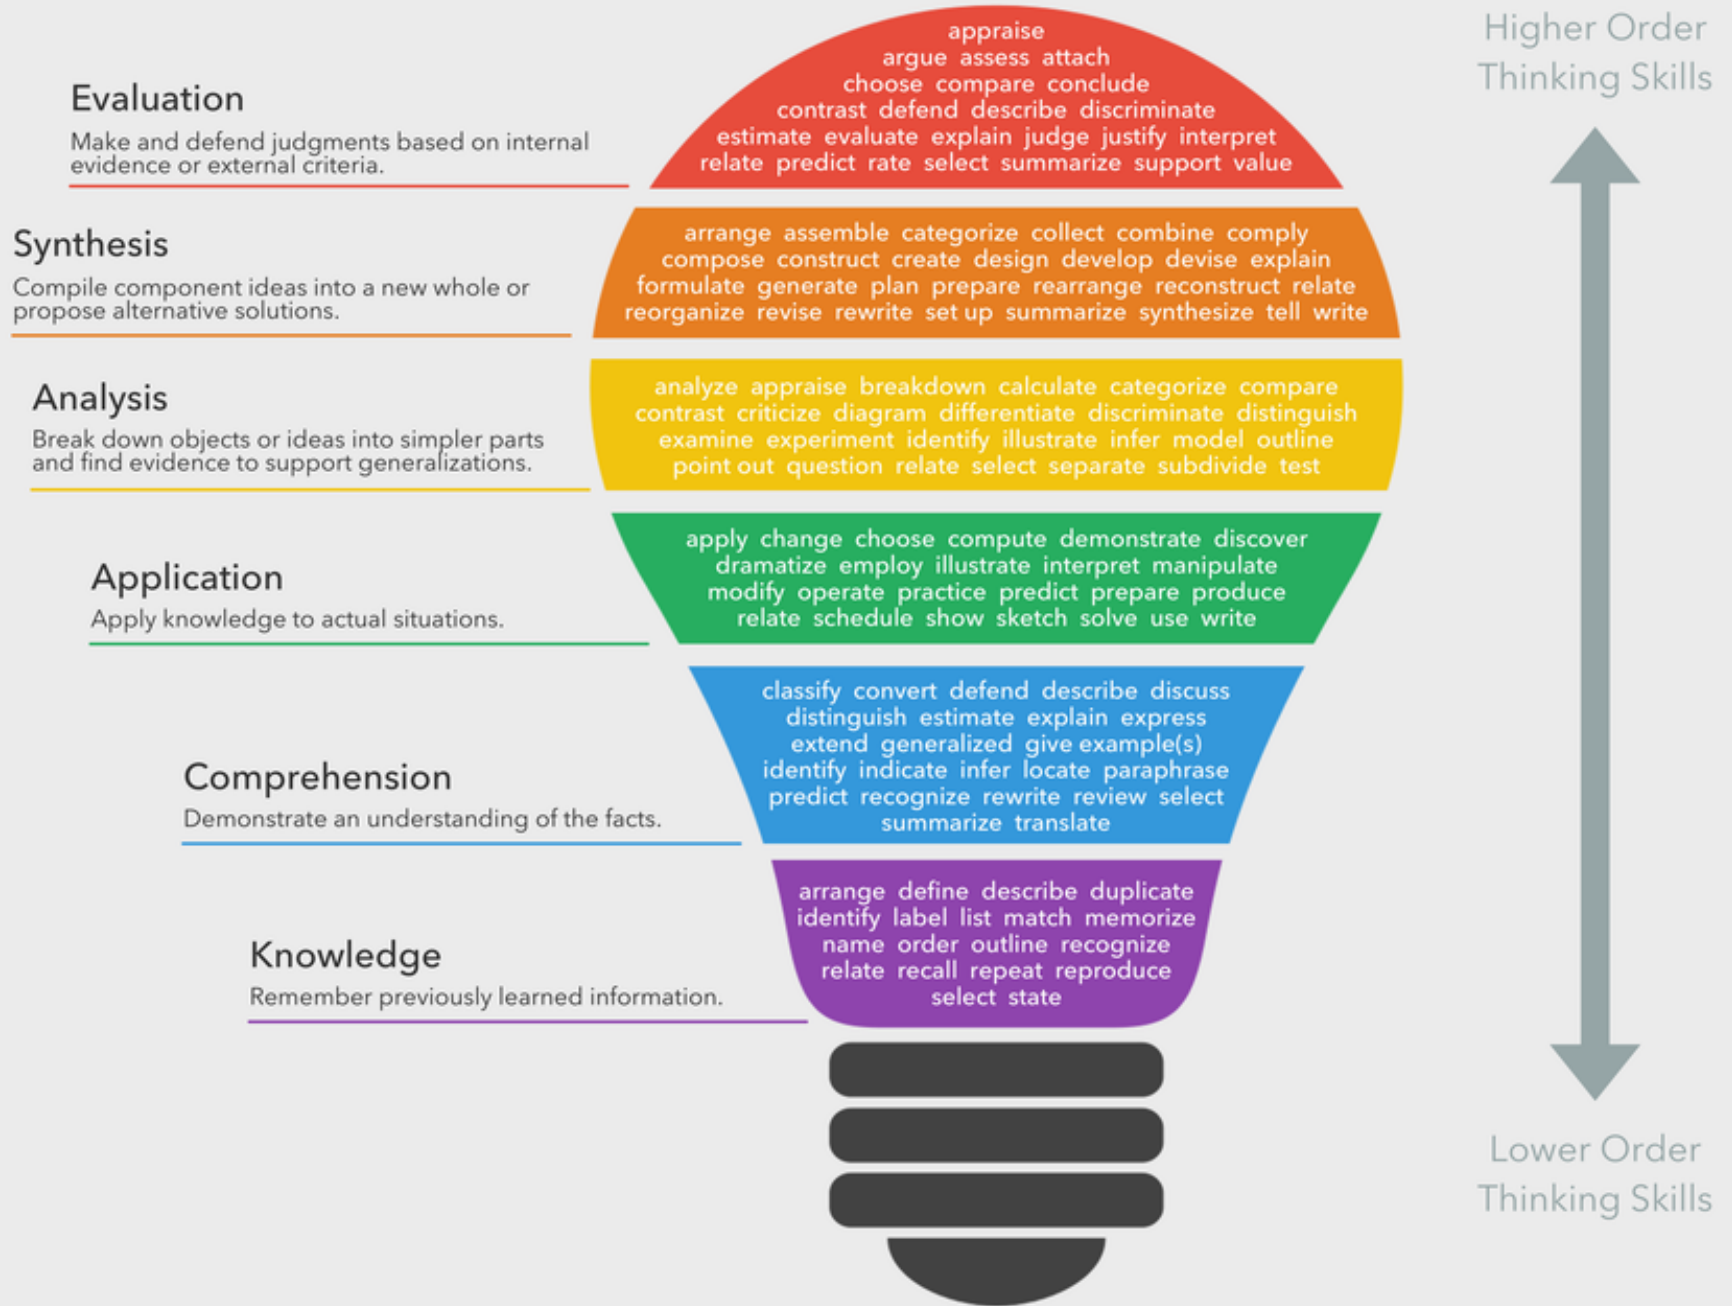 Higher Order
Thinking Skills
Evaluation
Make and defend judgments based on internal
evidence or external criteria.
appraise
argue assess attach
choose compare conclude
contrast defend describe discriminate
estimate evaluate explain judge justify interpret
relate predict rate select summarize support value
Synthesis
Compile component ideas into a new whole or
propose alternative solutions.
arrange assemble categorize collect combine comply
compose construct create design develop devise explain
formulate generate plan prepare rearrange reconstruct relate
reorganize revise rewrite set up summarize synthesize tell write
Analysis
Break down objects or ideas into simpler parts
and find evidence to support generalizations.
analyze appraise breakdown calculate categorize compare
contrast criticize diagram differentiate discriminate distinguish
examine experiment identify illustrate infer model outline
point out question relate select separate subdivide test
Application
Apply knowledge to actual situations.
apply change choose compute demonstrate discover
dramatize employ illustrate interpret manipulate
modify operate practice predict prepare produce
relate schedule show sketch solve use write
Comprehension
Demonstrate an understanding of the facts.
classify convert defend describe discuss
distinguish estimate explain express
extend generalized give example(s)
identify indicate infer locate paraphrase
predict recognize rewrite review select
summarize translate
Knowledge
Remember previously learned information.
arrange define describe duplicate
identify label list match memorize
name order outline recognize
relate recall repeat reproduce
select state
Lower Order
Thinking Skills